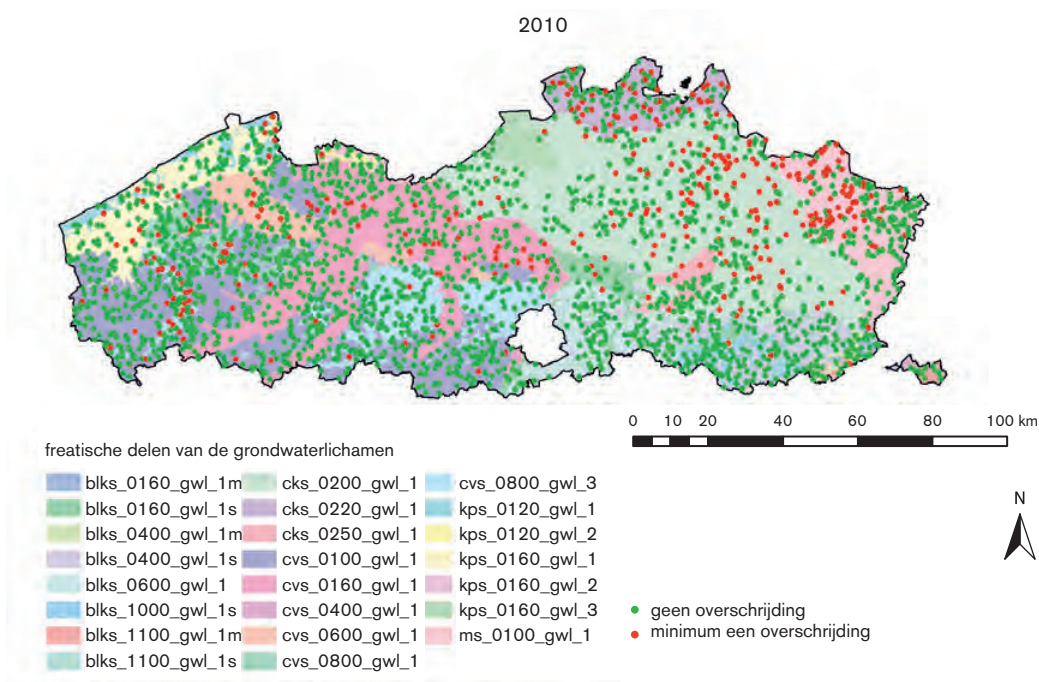 2010
0 10 20 40 60 80 100 km
freatische delen van de grondwaterlichamen
blks_0160_gwl_1m
blks_0160_gwl_1s
blks_0400_gwl_1m
blks_0400_gwl_1s
blks_0600_gwl_1
blks_1000_gwl_1s
blks_1100_gwl_1m
blks_1100_gwl_1s
cks_0200_gwl_1
cks_0220_gwl_1
cks_0250_gwl_1
cvs_0100_gwl_1
cvs_0160_gwl_1
cvs_0400_gwl_1
cvs_0600_gwl_1
cvs_0800_gwl_1
cvs_0800_gwl_3
kps_0120_gwl_1
kps_0120_gwl_2
kps_0160_gwl_1
kps_0160_gwl_2
kps_0160_gwl_3
ms_0100_gwl_1
geen overschrijding
minimum een overschrijding
N